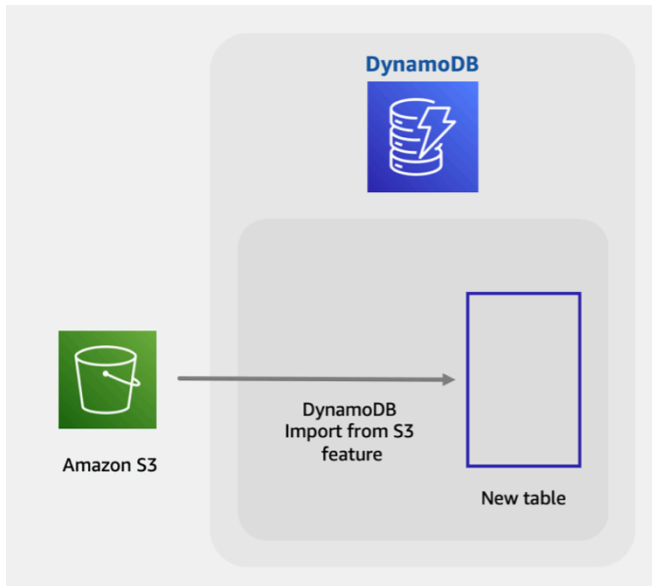 DynamoDB
DynamoDB
Import from S3
feature
Amazon S3
New table